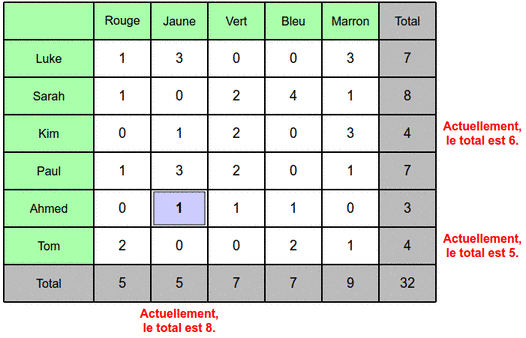 Rouge Jaune Vert Bleu Marron Total
Luke 1 3 0 0 3 7
Sarah 1 0 2 4 1 8
Kim 0 1 2 0 3 4
Actuellement,
le total est 6.
Paul 1 3 2 0 1 7
Ahmed 0 1 1 1 0 3
Tom 2 0 0 2 1 4
Actuellement,
le total est 5.
Total 5 5 7 7 9 32
Actuellement,
le total est 8.